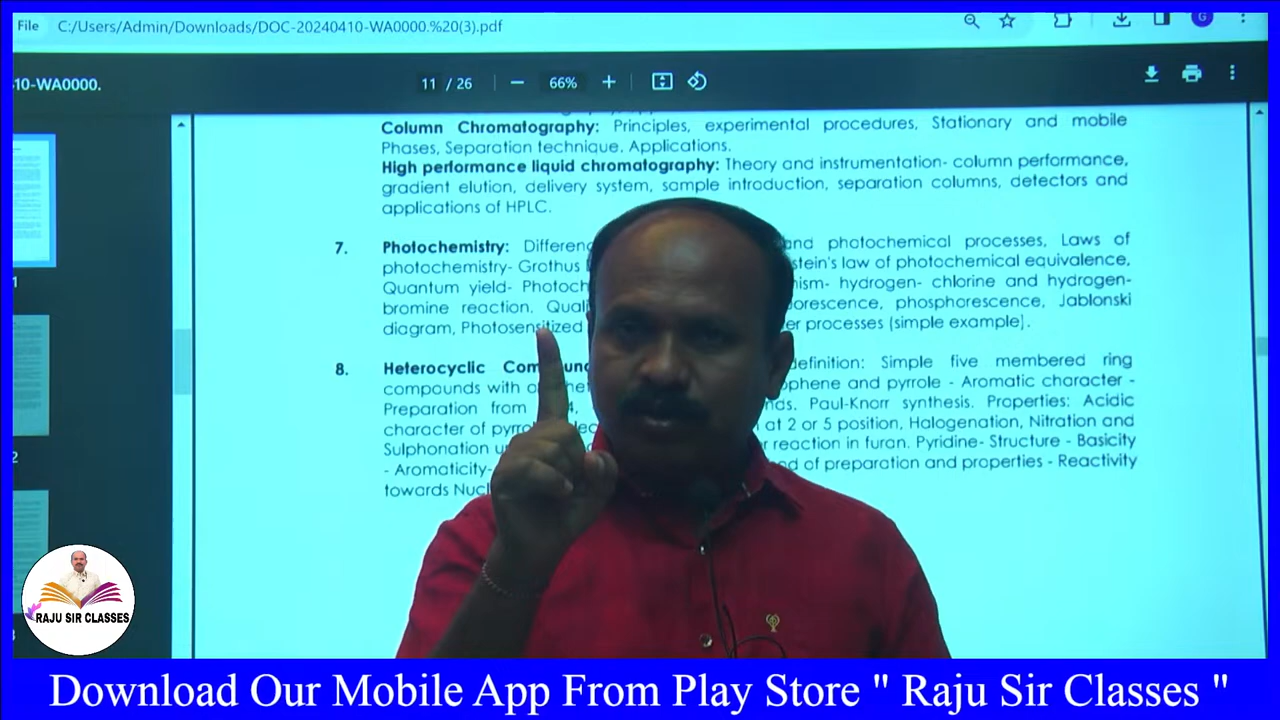 File C:/Users/Admin/Downloads/DOC-20240410-WA0000.%20(3).pdf
G
10-WA0000.
11 / 26
66%
Column Chromatography: Principles, experimental procedures, Stationary and mobile
Phases, Separation technique. Applications.
High performance liquid chromatography: Theory and instrumentation- column performance,
gradient elution, delivery system, sample introduction, separation columns, detectors and
applications of HPLC.
7. Photochemistry: and photochemical processes, Laws of
photochemistry- Grothus law of photochemical equivalence,
Quantum yield- hydrogen- chlorine and hydrogen-
bromine reaction. phosphorescence, Jablonski
diagram, Photosensitized processes (simple example).
8. Heterocyclic definition: Simple five membered ring
compounds with and pyrrole - Aromatic character -
Preparation from Paul-Knorr synthesis. Properties: Acidic
character of at 2 or 5 position, Halogenation, Nitration and
Sulphonation reaction in furan. Pyridine- Structure - Basicity
- Aromaticity- of preparation and properties - Reactivity
towards
1
2
3
RAJU SIR CLASSES
Download Our Mobile App From Play Store " Raju Sir Classes "